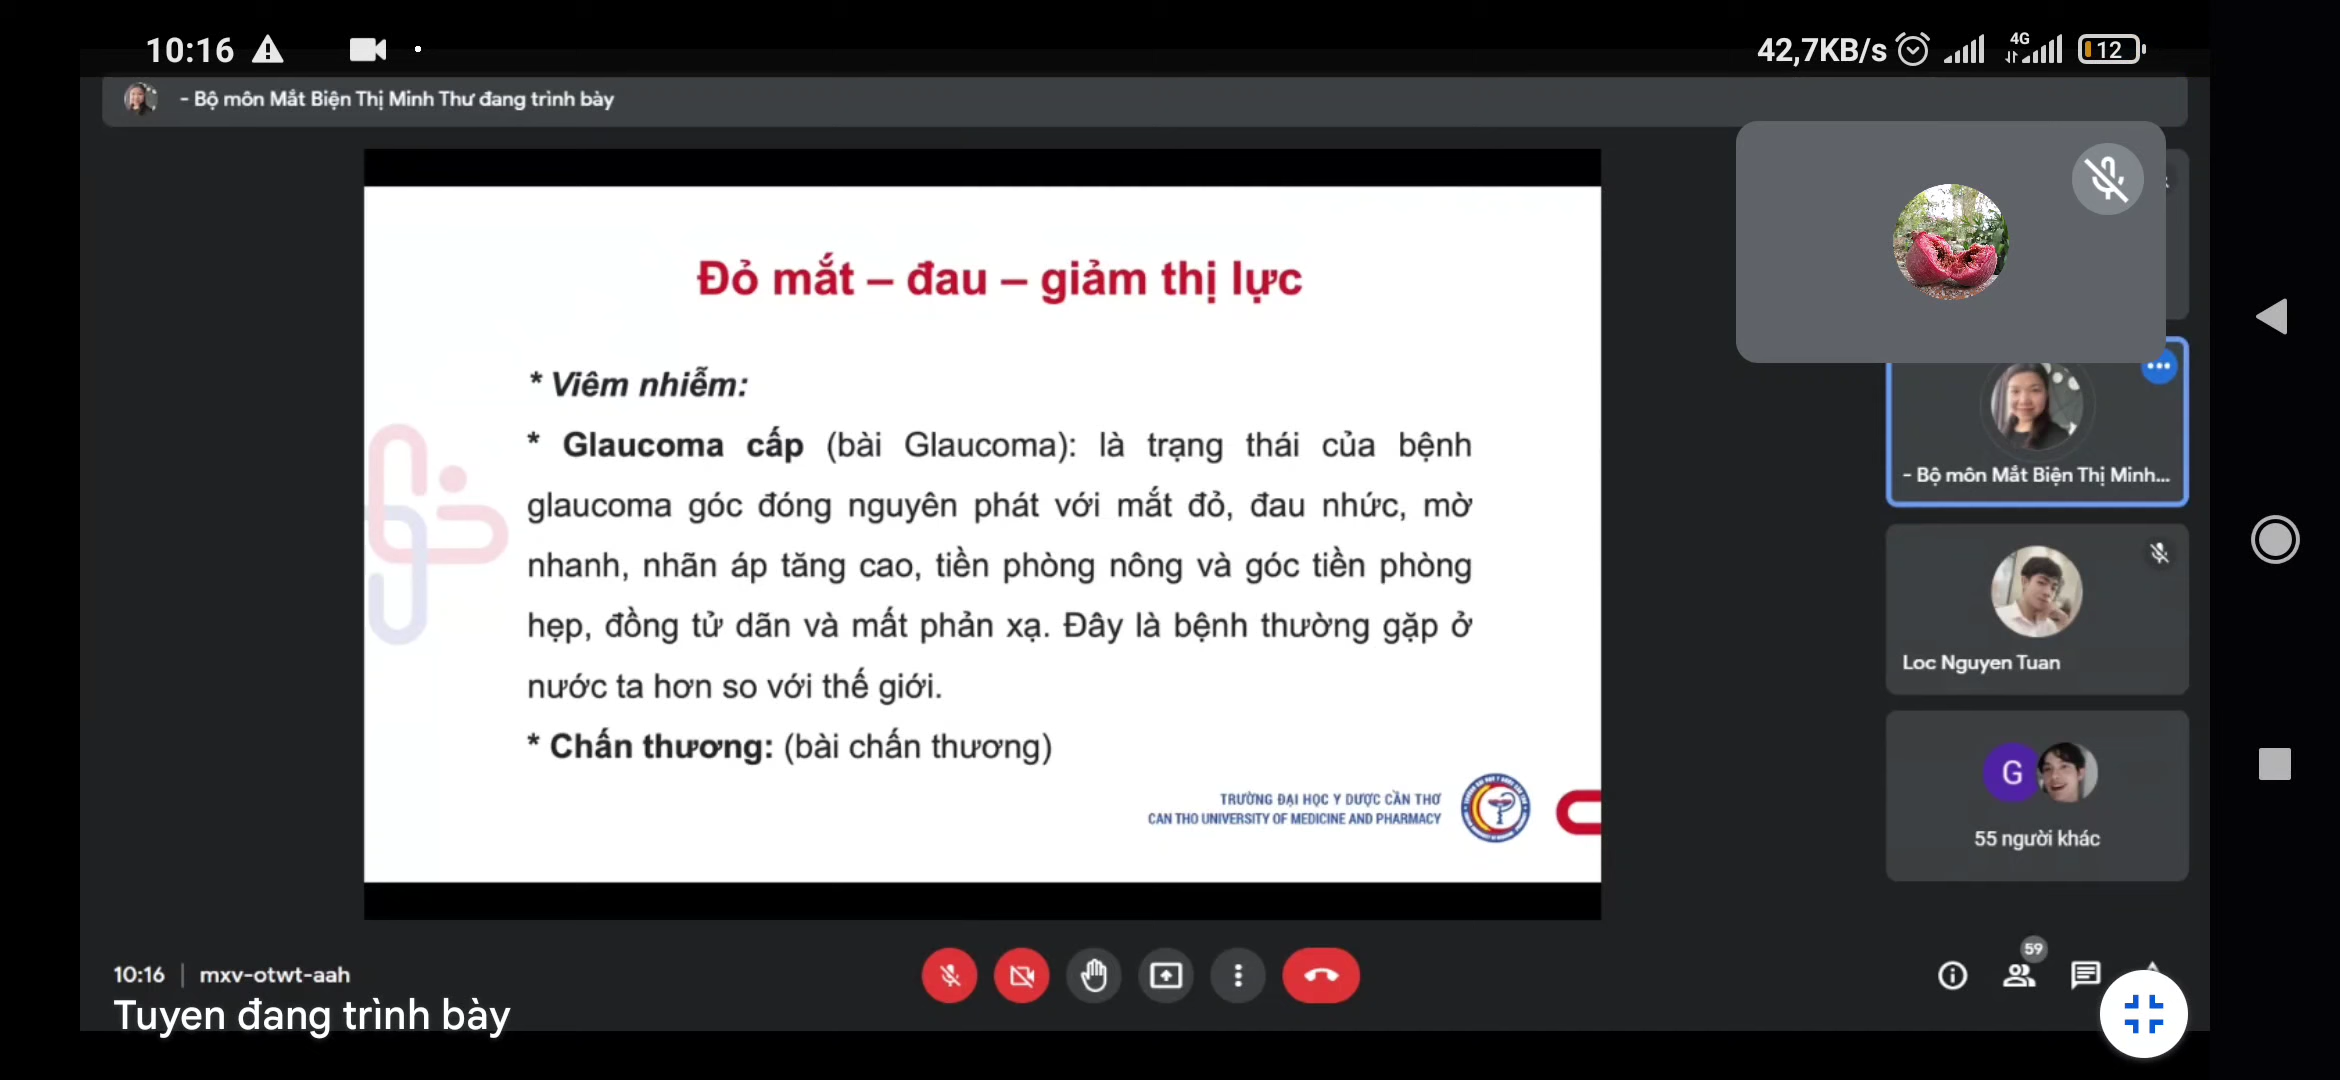 10:16
42,7KB/s
4G
12
- Bộ môn Mắt Biện Thị Minh Thư đang trình bày
Đỏ mắt – đau – giảm thị lực
* Viêm nhiễm:
* Glaucoma cấp (bài Glaucoma): là trạng thái của bệnh
glaucoma góc đóng nguyên phát với mắt đỏ, đau nhức, mờ
nhanh, nhãn áp tăng cao, tiền phòng nông và góc tiền phòng
hẹp, đồng tử dãn và mất phản xạ. Đây là bệnh thường gặp ở
nước ta hơn so với thế giới.
* Chấn thương: (bài chấn thương)
TRƯỜNG ĐẠI HỌC Y DƯỢC CẦN THƠ
CAN THO UNIVERSITY OF MEDICINE AND PHARMACY
- Bộ môn Mắt Biện Thị Minh...
Loc Nguyen Tuan
G
55 người khác
59
10:16 | mxv-otwt-aah
Tuyen đang trình bày